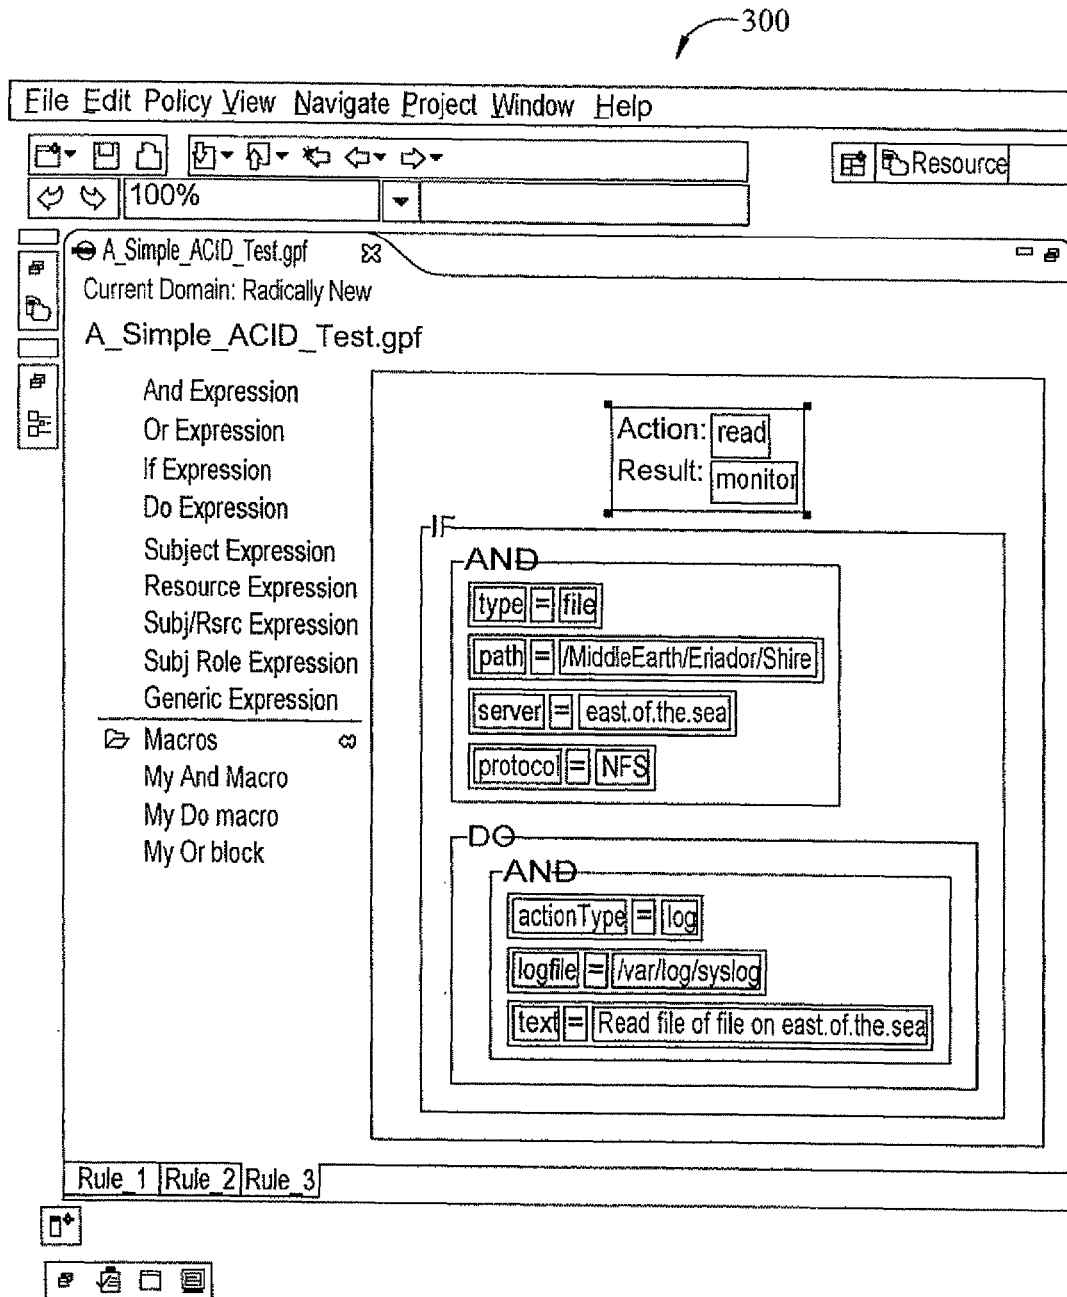 300
File Edit Policy View Navigate Project Window Help
Resource
100%
A_Simple_ACID_Test.gpf
Current Domain: Radically New
A_Simple_ACID_Test.gpf
And Expression
Or Expression
If Expression
Do Expression
Subject Expression
Resource Expression
Subj/Rsrc Expression
Subj Role Expression
Generic Expression
Macros
My And Macro
My Do macro
My Or block
Action: read
Result: monitor
IF
AND
type = file
path = /MiddleEarth/Eriador/Shire
server = east.of.the.sea
protocol = NFS
DO
AND
actionType = log
logfile = /var/log/syslog
text = Read file of file on east.of.the.sea
Rule_1 Rule_2 Rule_3